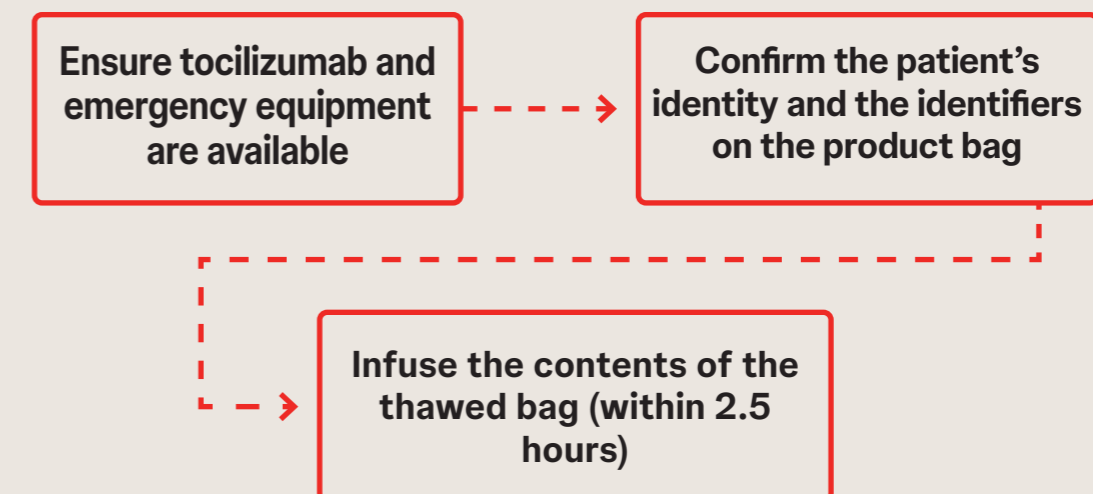 Ensure tocilizumab and
emergency equipment
are available
Confirm the patient’s
identity and the identifiers
on the product bag
Infuse the contents of the
thawed bag (within 2.5
hours)